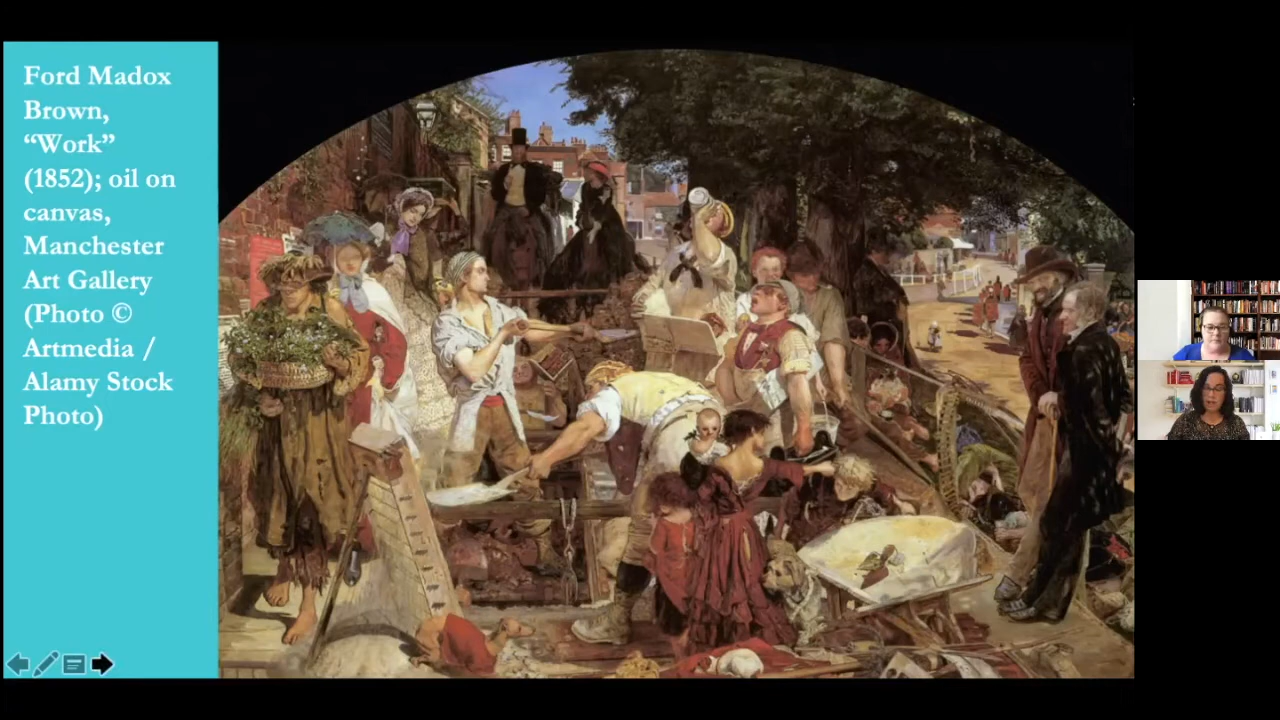 Ford Madox
Brown,
“Work”
(1852); oil on
canvas,
Manchester
Art Gallery
(Photo ©
Artmedia /
Alamy Stock
Photo)